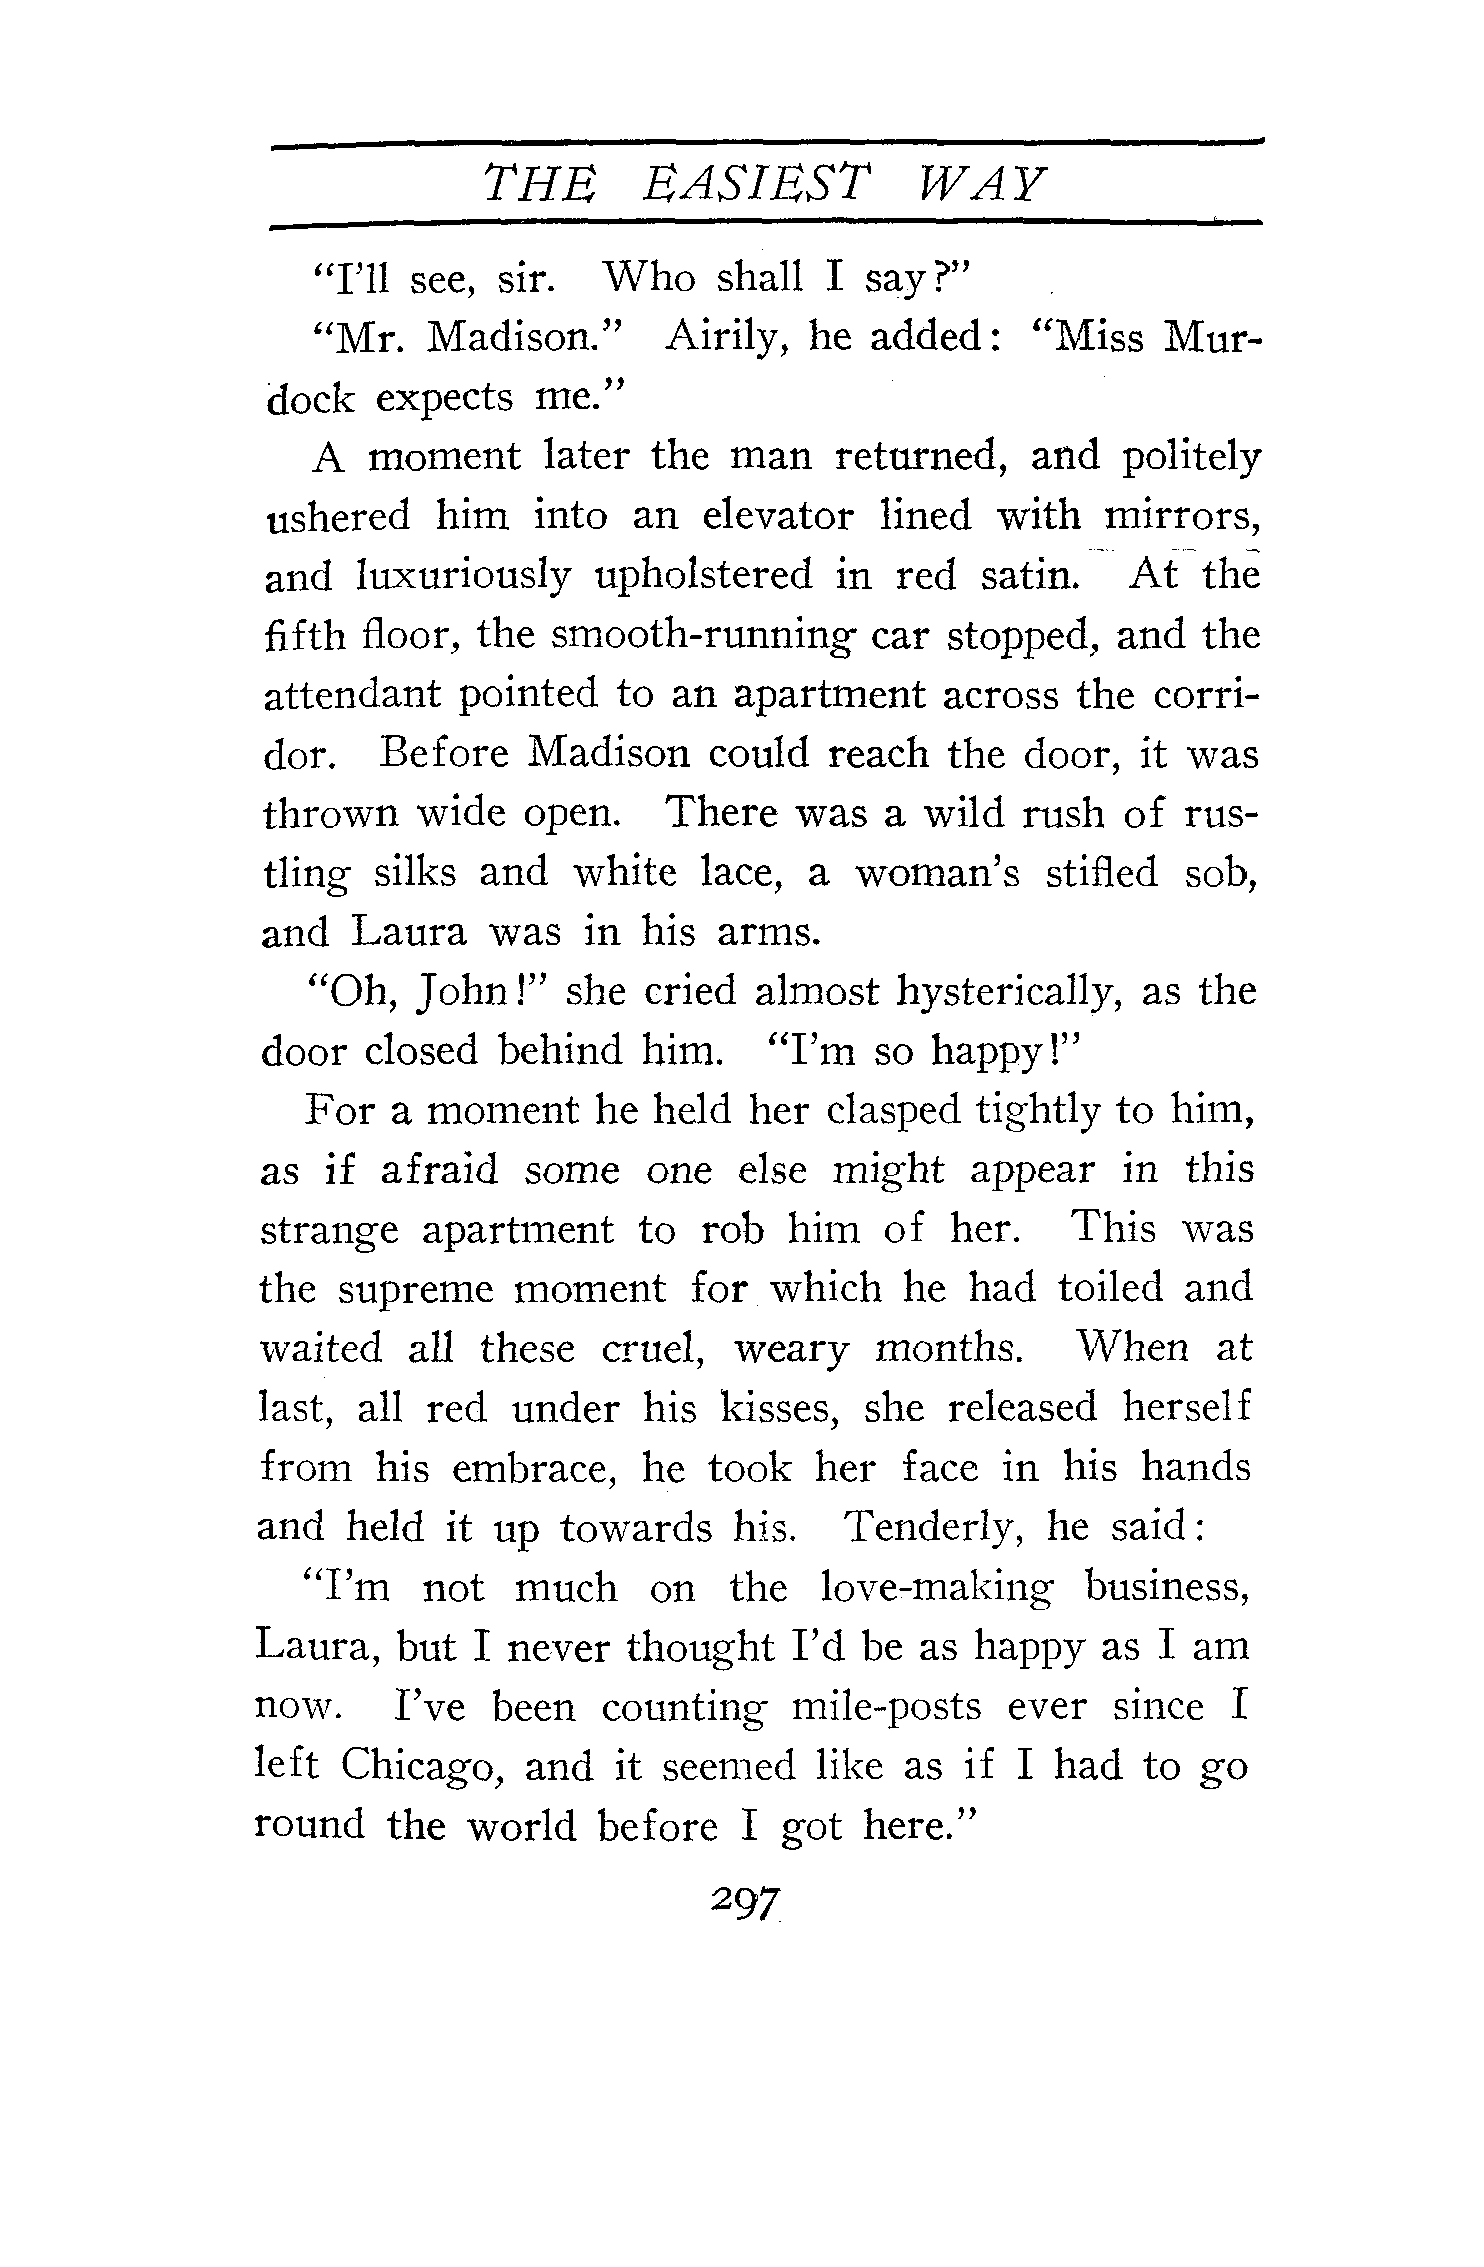 THE EASIEST WAY
“I’ll see, sir. Who shall I say?”
“Mr. Madison.” Airily, he added: “Miss Mur-
dock expects me.”
A moment later the man returned, and politely
ushered him into an elevator lined with mirrors,
and luxuriously upholstered in red satin. At the
fifth floor, the smooth-running car stopped, and the
attendant pointed to an apartment across the corri-
dor. Before Madison could reach the door, it was
thrown wide open. There was a wild rush of rus-
tling silks and white lace, a woman’s stifled sob,
and Laura was in his arms.
“Oh, John!” she cried almost hysterically, as the
door closed behind him. “I’m so happy!”
For a moment he held her clasped tightly to him,
as if afraid some one else might appear in this
strange apartment to rob him of her. This was
the supreme moment for which he had toiled and
waited all these cruel, weary months. When at
last, all red under his kisses, she released herself
from his embrace, he took her face in his hands
and held it up towards his. Tenderly, he said:
“I’m not much on the love-making business,
Laura, but I never thought I’d be as happy as I am
now. I’ve been counting mile-posts ever since I
left Chicago, and it seemed like as if I had to go
round the world before I got here.”
297